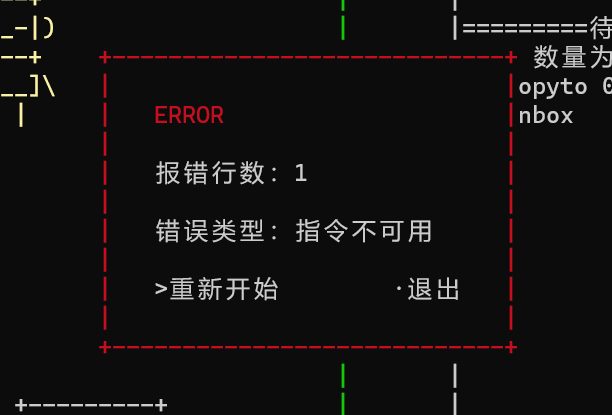 =========待
数量为
opyto 0
nbox
ERROR
报错行数: 1
错误类型: 指令不可用
>重新开始 ·退出